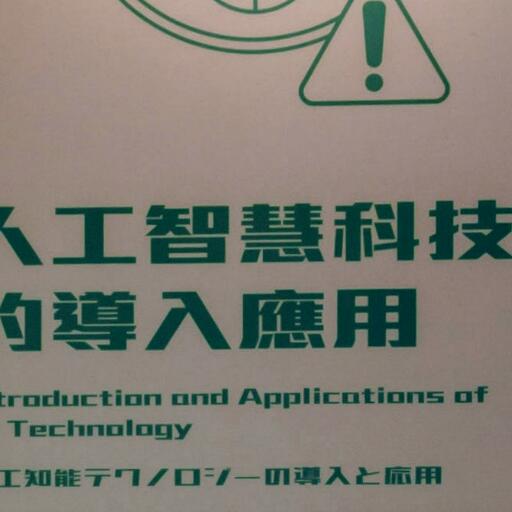 人工智慧科技
的導入應用
troduction and Applications of
Technology
工知能テクノロジーの導入と応用